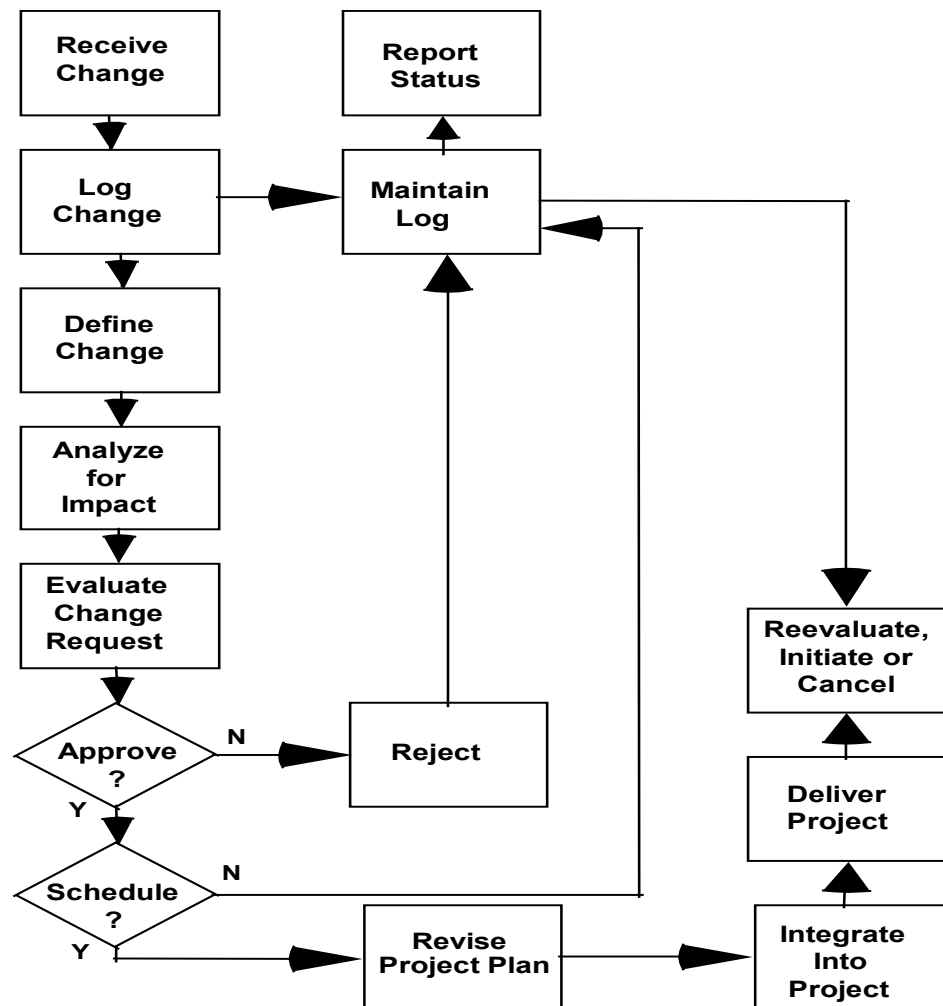 Receive
Change
Report
Status
Log
Change
Maintain
Log
Define
Change
Analyze
for
Impact
Evaluate
Change
Request
Reevaluate,
Initiate or
Cancel
Approve
?
N
Reject
Y
Deliver
Project
Schedule
?
N
Y
Revise
Project Plan
Integrate
Into
Project